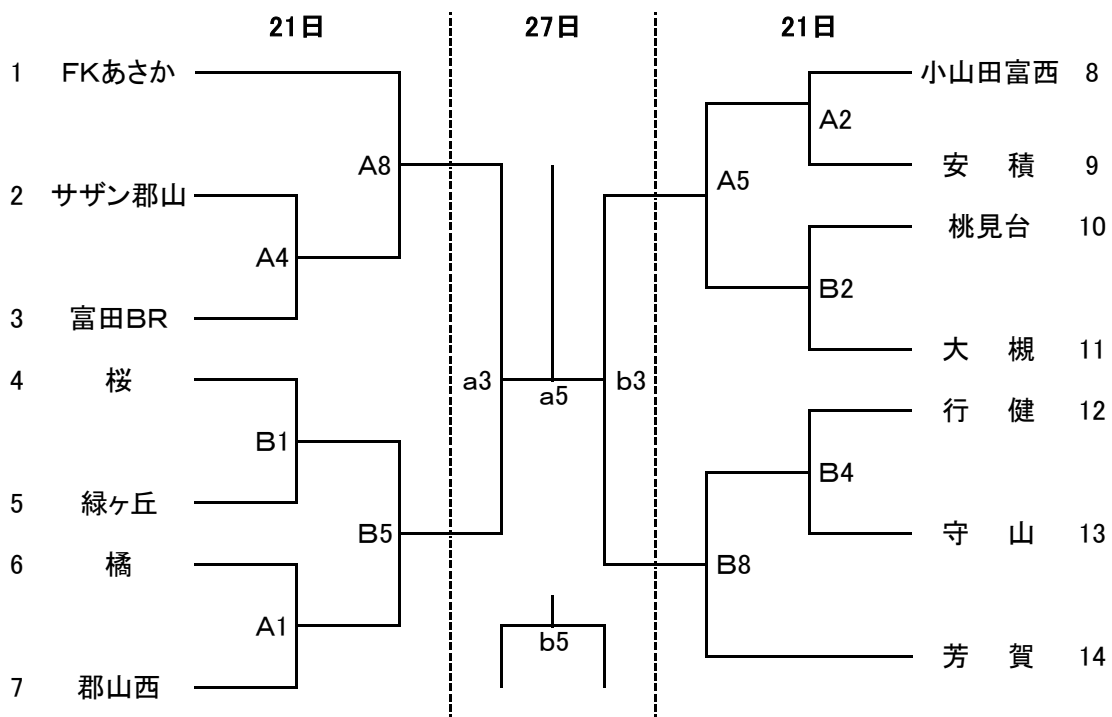 21日 27日 21日
1 FKあさか 小山田富西 8
A2
A8 A5 安 積 9
2 サザン郡山
桃見台 10
A4
B2
3 富田BR
大 槻 11
4 桜 a3 a5 b3
行 健 12
B1
B4
5 緑ヶ丘
B5 守 山 13
6 橘 B8
A1 b5
芳 賀 14
7 郡山西